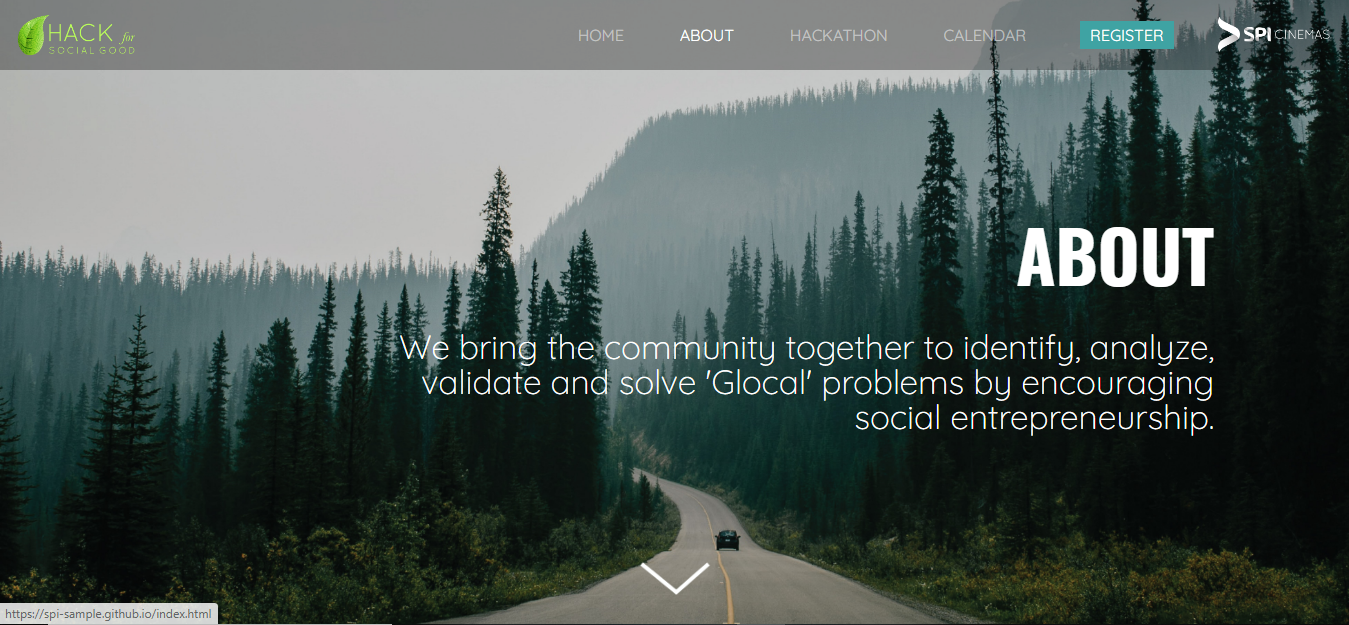 HACK for
SOCIAL GOOD
HOME
ABOUT
HACKATHON
CALENDAR
REGISTER
SPI CINEMAS
ABOUT
We bring the community together to identify, analyze,
validate and solve 'Glocal' problems by encouraging
social entrepreneurship.
https://spi-sample.github.io/index.html